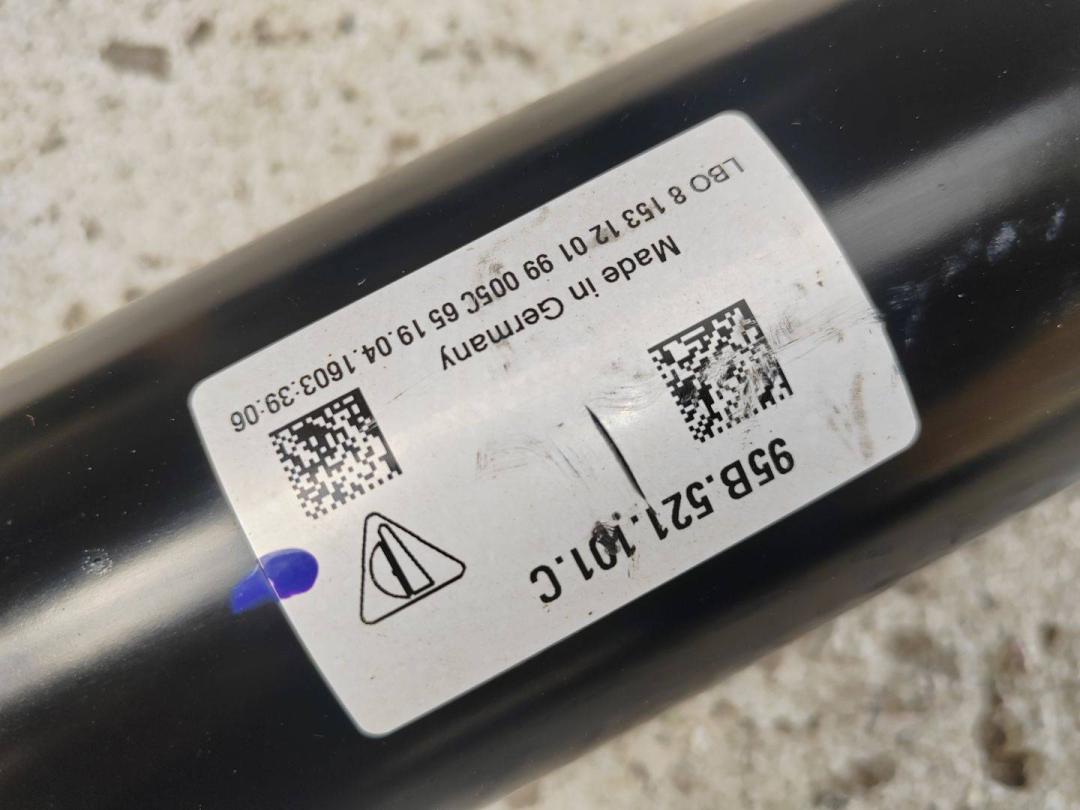 95B.521.101.C
Made in Germany
LBO 8 153 12 01 99 005C 65 19.04.1603:39:06